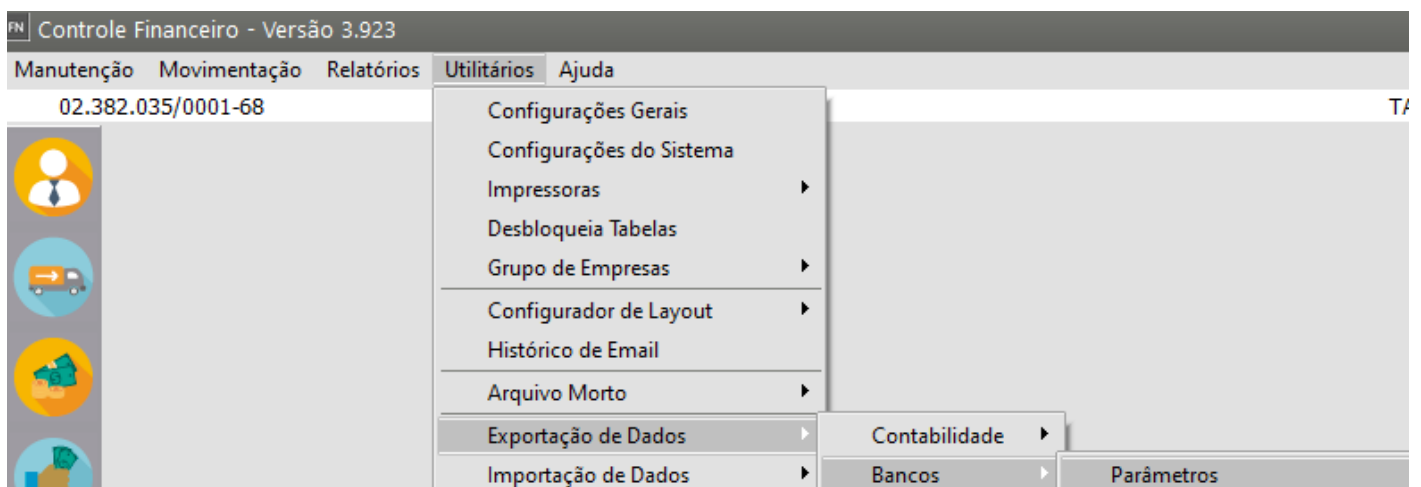 FN Controle Financeiro - Versão 3.923
Manutenção Movimentação Relatórios Utilitários Ajuda
02.382.035/0001-68 TA
Configurações Gerais
Configurações do Sistema
Impressoras
Desbloqueia Tabelas
Grupo de Empresas
Configurador de Layout
Histórico de Email
Arquivo Morto
Exportação de Dados Contabilidade
Importação de Dados Bancos Parâmetros